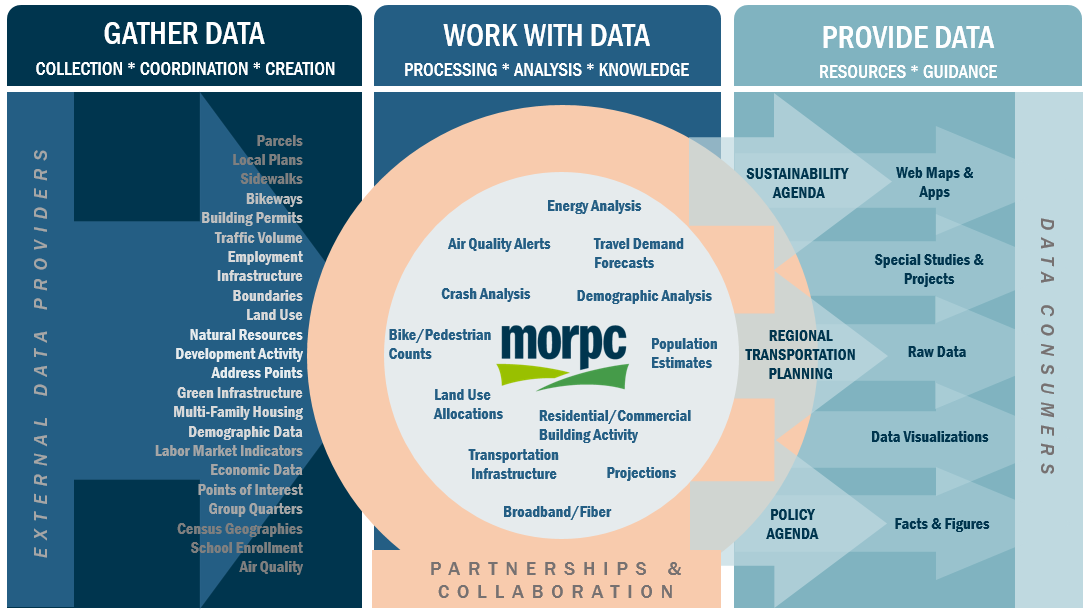 GATHER DATA
COLLECTION * COORDINATION * CREATION
WORK WITH DATA
PROCESSING * ANALYSIS * KNOWLEDGE
PROVIDE DATA
RESOURCES * GUIDANCE
EXTERNAL DATA PROVIDERS
Parcels
Local Plans
Sidewalks
Bikeways
Building Permits
Traffic Volume
Employment
Infrastructure
Boundaries
Land Use
Natural Resources
Development Activity
Address Points
Green Infrastructure
Multi-Family Housing
Demographic Data
Labor Market Indicators
Economic Data
Points of Interest
Group Quarters
Census Geographies
School Enrollment
Air Quality
Energy Analysis
Air Quality Alerts
Travel Demand
Forecasts
Crash Analysis
Demographic Analysis
Bike/Pedestrian
Counts
morpc
Population
Estimates
Land Use
Allocations
Residential/Commercial
Building Activity
Transportation
Infrastructure
Projections
Broadband/Fiber
PARTNERSHIPS &
COLLABORATION
SUSTAINABILITY
AGENDA
REGIONAL
TRANSPORTATION
PLANNING
POLICY
AGENDA
Web Maps &
Apps
Special Studies &
Projects
Raw Data
Data Visualizations
Facts & Figures
DATA CONSUMERS